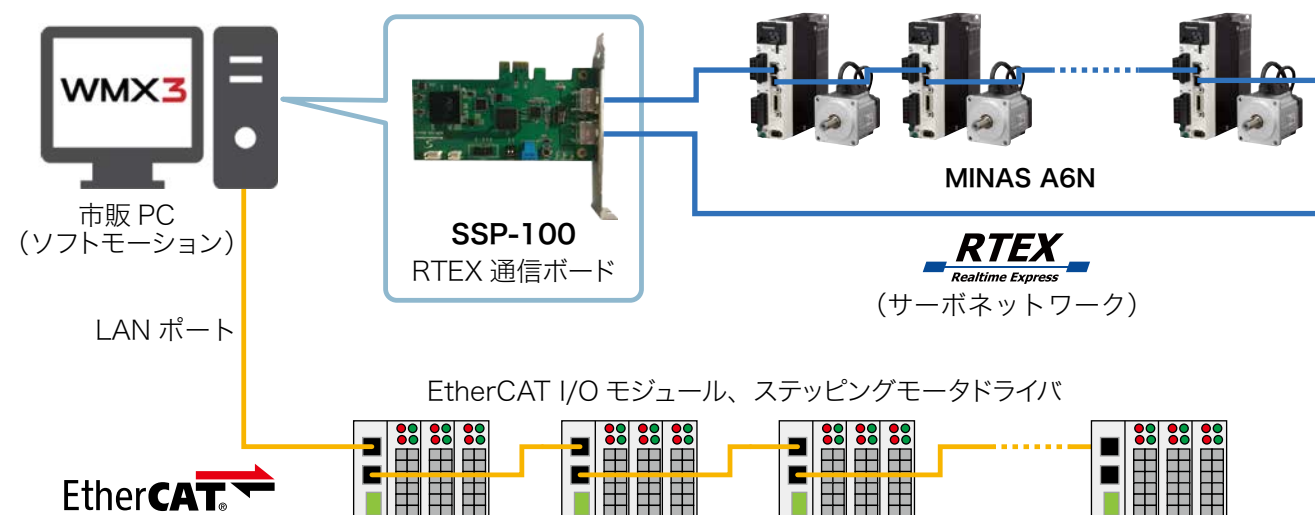 WMX3
市販 PC
（ソフトモーション）
SSP-100
RTEX 通信ボード
MINAS A6N
RTEX
Realtime Express
（サーボネットワーク）
LAN ポート
EtherCAT I/O モジュール、ステッピングモータドライバ
EtherCAT®